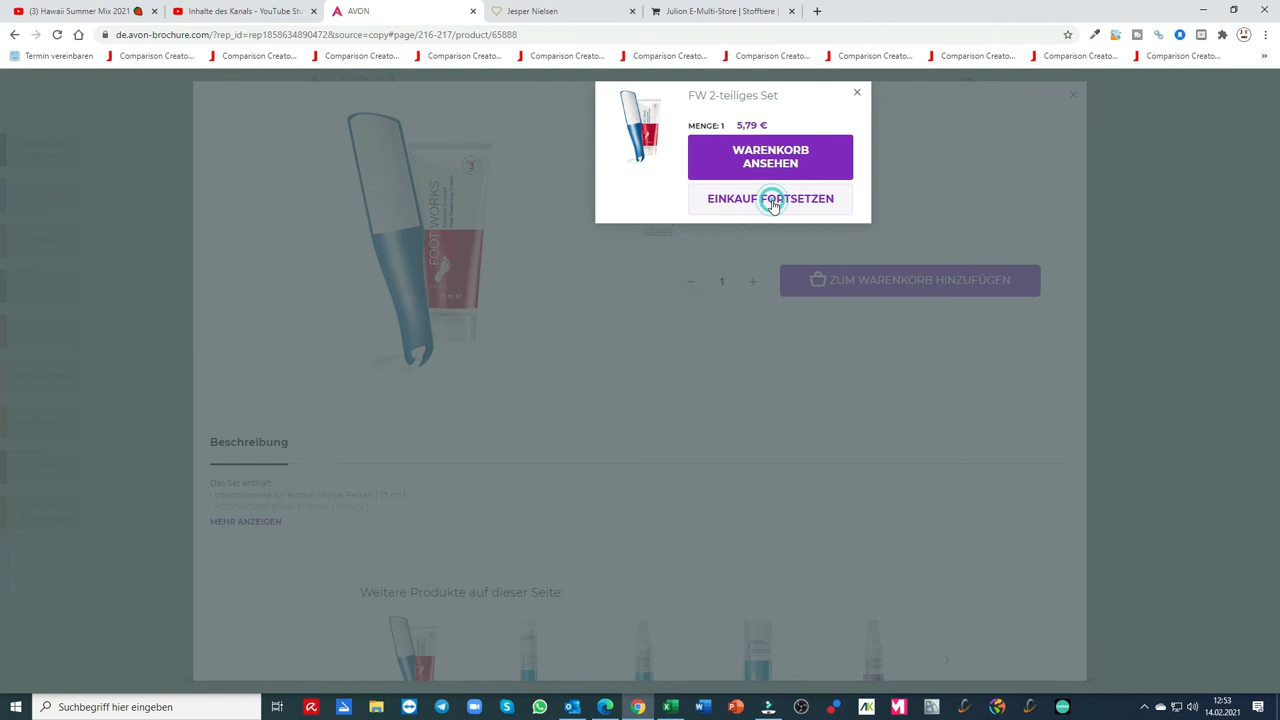 (3) Hawaii Summer Mix 2021
Inhalte des Kanals - YouTube Stu
AVON
Jesper Nielsen
Julion E-Multi-Store | Stofftiere |
de.avon-brochure.com/?rep_id=rep1858634890472&source=copy#page/216-217/product/65888
Termin vereinbaren
Comparison Creato...
Comparison Creato...
Comparison Creato...
Comparison Creato...
Comparison Creato...
Comparison Creato...
Comparison Creato...
Comparison Creato...
Comparison Creato...
Comparison Creato...
Comparison Creato...
FW 2-teiliges Set
MENGE: 1 5,79 €
WARENKORB
ANSEHEN
EINKAUF FORTSETZEN
65888
FOOT WORKS
75 ml e
1
ZUM WARENKORB HINZUFÜGEN
Beschreibung
Das Set enthält:
MEHR ANZEIGEN
Weitere Produkte auf dieser Seite:
Suchbegriff hier eingeben
12:53
14.02.2021